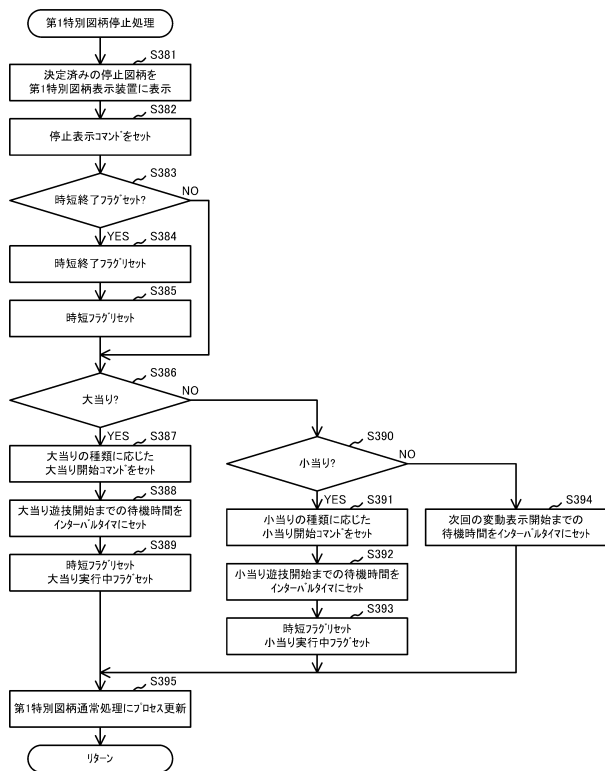 第1特別図柄停止処理
S381
決定済みの停止図柄を
第1特別図柄表示装置に表示
S382
停止表示コマンドをセット
S383
時短終了フラグセット?
NO
YES
S384
時短終了フラグリセット
S385
時短フラグリセット
S386
大当り?
NO
YES
S387
大当りの種類に応じた
大当り開始コマンドをセット
S388
大当り遊技開始までの待機時間を
インターバルタイマにセット
S389
時短フラグリセット
大当り実行中フラグセット
S390
小当り?
NO
YES
S391
小当りの種類に応じた
小当り開始コマンドをセット
S392
小当り遊技開始までの待機時間を
インターバルタイマにセット
S393
時短フラグリセット
小当り実行中フラグセット
S394
次回の変動表示開始までの
待機時間をインターバルタイマにセット
S395
第1特別図柄通常処理にプロセス更新
リターン